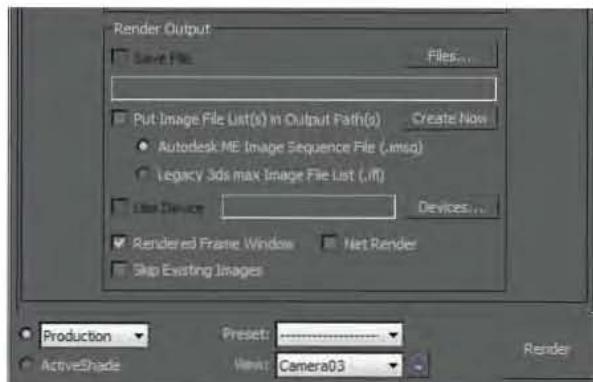 Render Output
Save File
Files...
Put Image File List(s) in Output Path(s)
Create Now
Autodesk ME Image Sequence File (.imsq)
Legacy 3ds max Image File List (.ifl)
Use Device
Devices...
Rendered Frame Window
Net Render
Skip Existing Images
Production
Preset:
--------------------
ActiveShade
View:
Camera03
Render